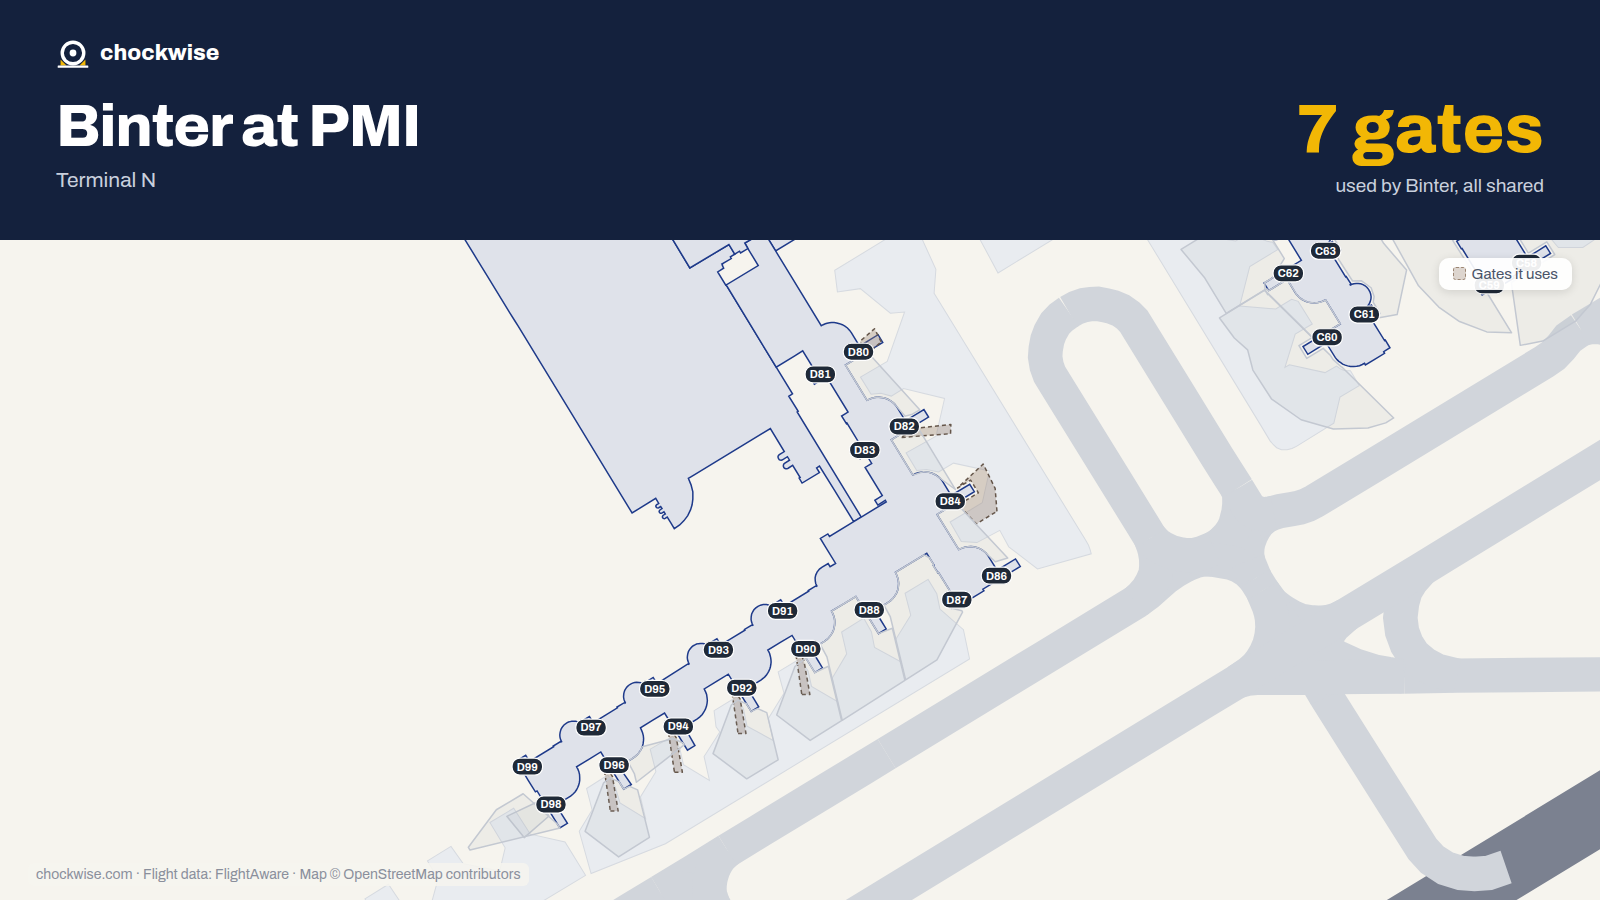 chockwise
Binter at PMI
Terminal N
7 gates
used by Binter, all shared
Gates it uses
C63
C62
C61
C60
D80
D81
D82
D83
D84
D86
D87
D88
D91
D90
D93
D92
D95
D94
D97
D96
D99
D98
chockwise.com · Flight data: FlightAware · Map © OpenStreetMap contributors